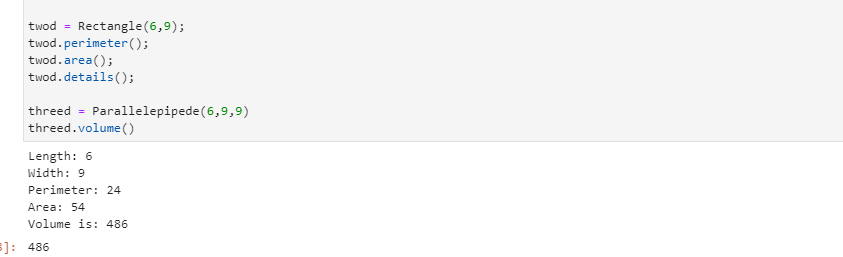 twod = Rectangle(6,9);
twod.perimeter();
twod.area();
twod.details();
threed = Parallelepipede(6,9,9)
threed.volume()
Length: 6
Width: 9
Perimeter: 24
Area: 54
Volume is: 486
]: 486